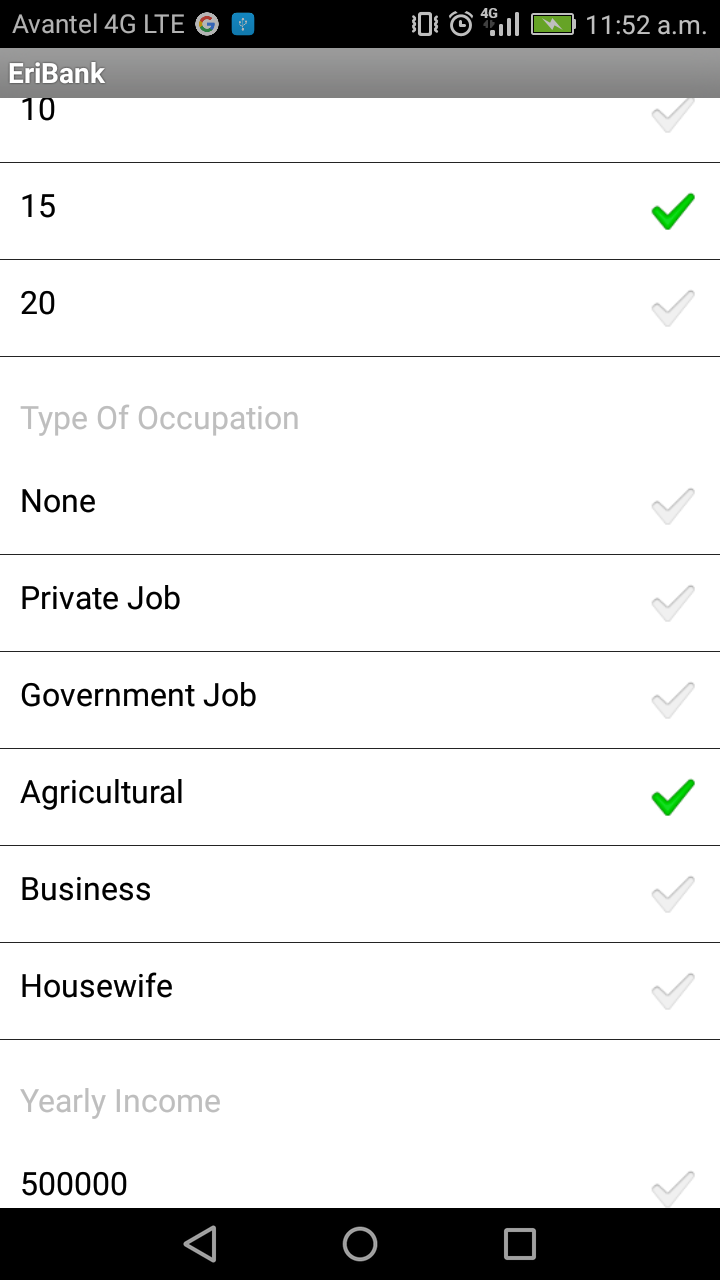 Avantel 4G LTE 4G 11:52 a.m.
EriBank
10
15
20
Type Of Occupation
None
Private Job
Government Job
Agricultural
Business
Housewife
Yearly Income
500000